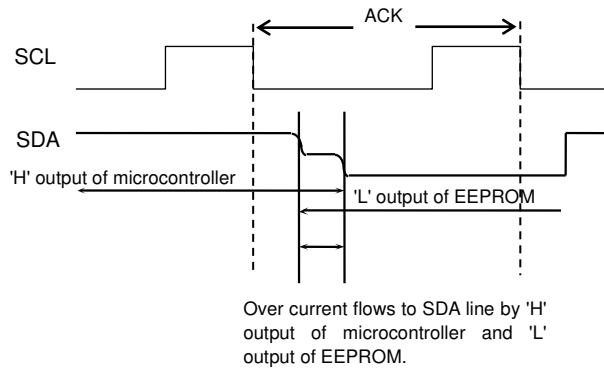 ACK
SCL
SDA
'H' output of microcontroller
'L' output of EEPROM
Over current flows to SDA line by 'H'
output of microcontroller and 'L'
output of EEPROM.